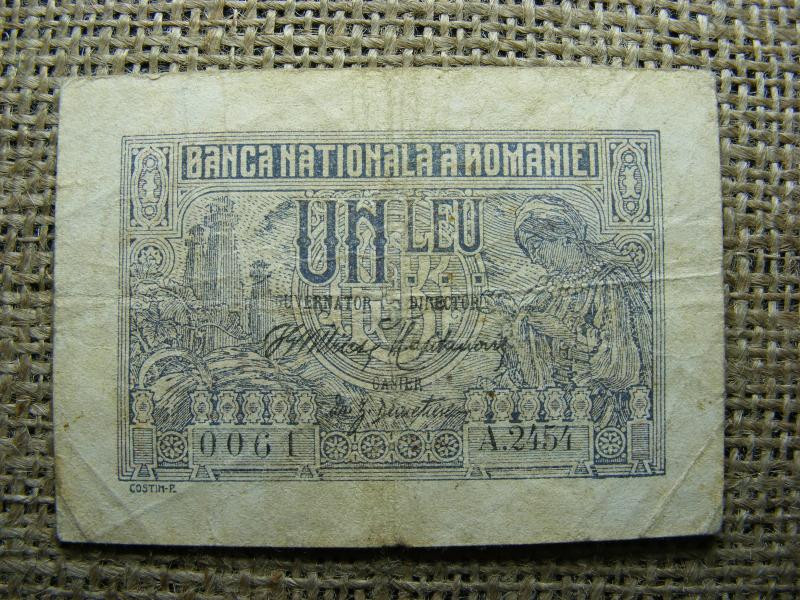 BANCA NATIONALA A ROMANIEI
UN LEU
GUVERNATOR DIRECTOR
CASIER
0061 A.2454
COSTIN-P.